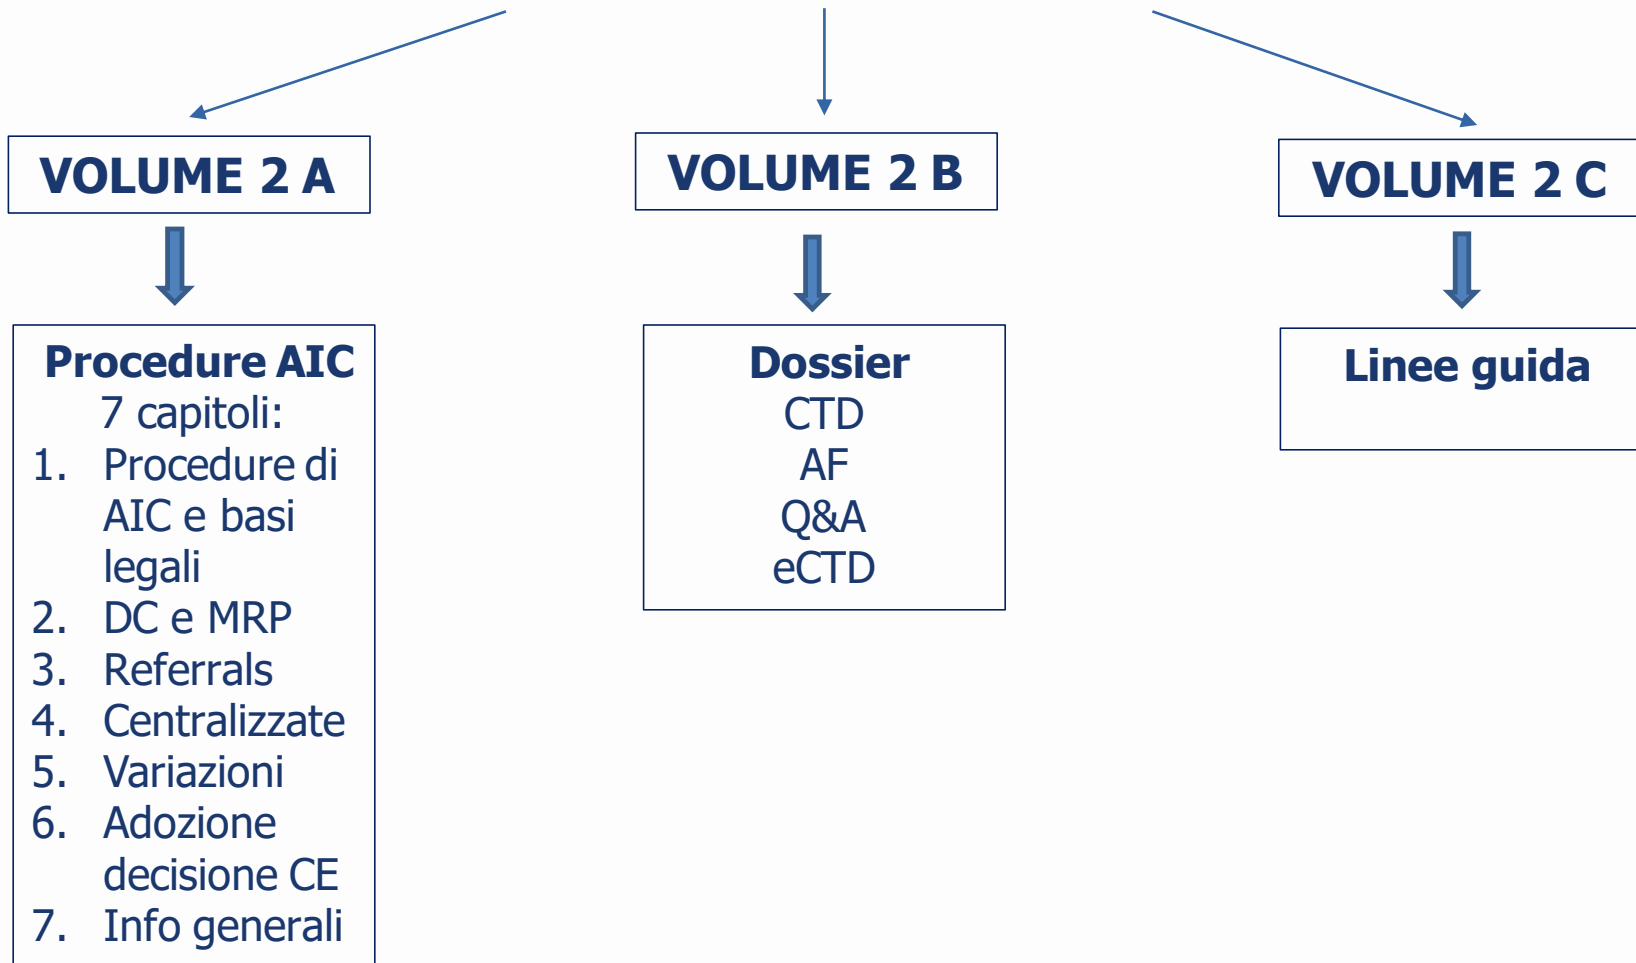 VOLUME 2 A
VOLUME 2 B
VOLUME 2 C
Procedure AIC
7 capitoli:
1. Procedure di
AIC e basi
legali
2. DC e MRP
3. Referrals
4. Centralizzate
5. Variazioni
6. Adozione
decisione CE
7. Info generali
Dossier
CTD
AF
Q&A
eCTD
Linee guida